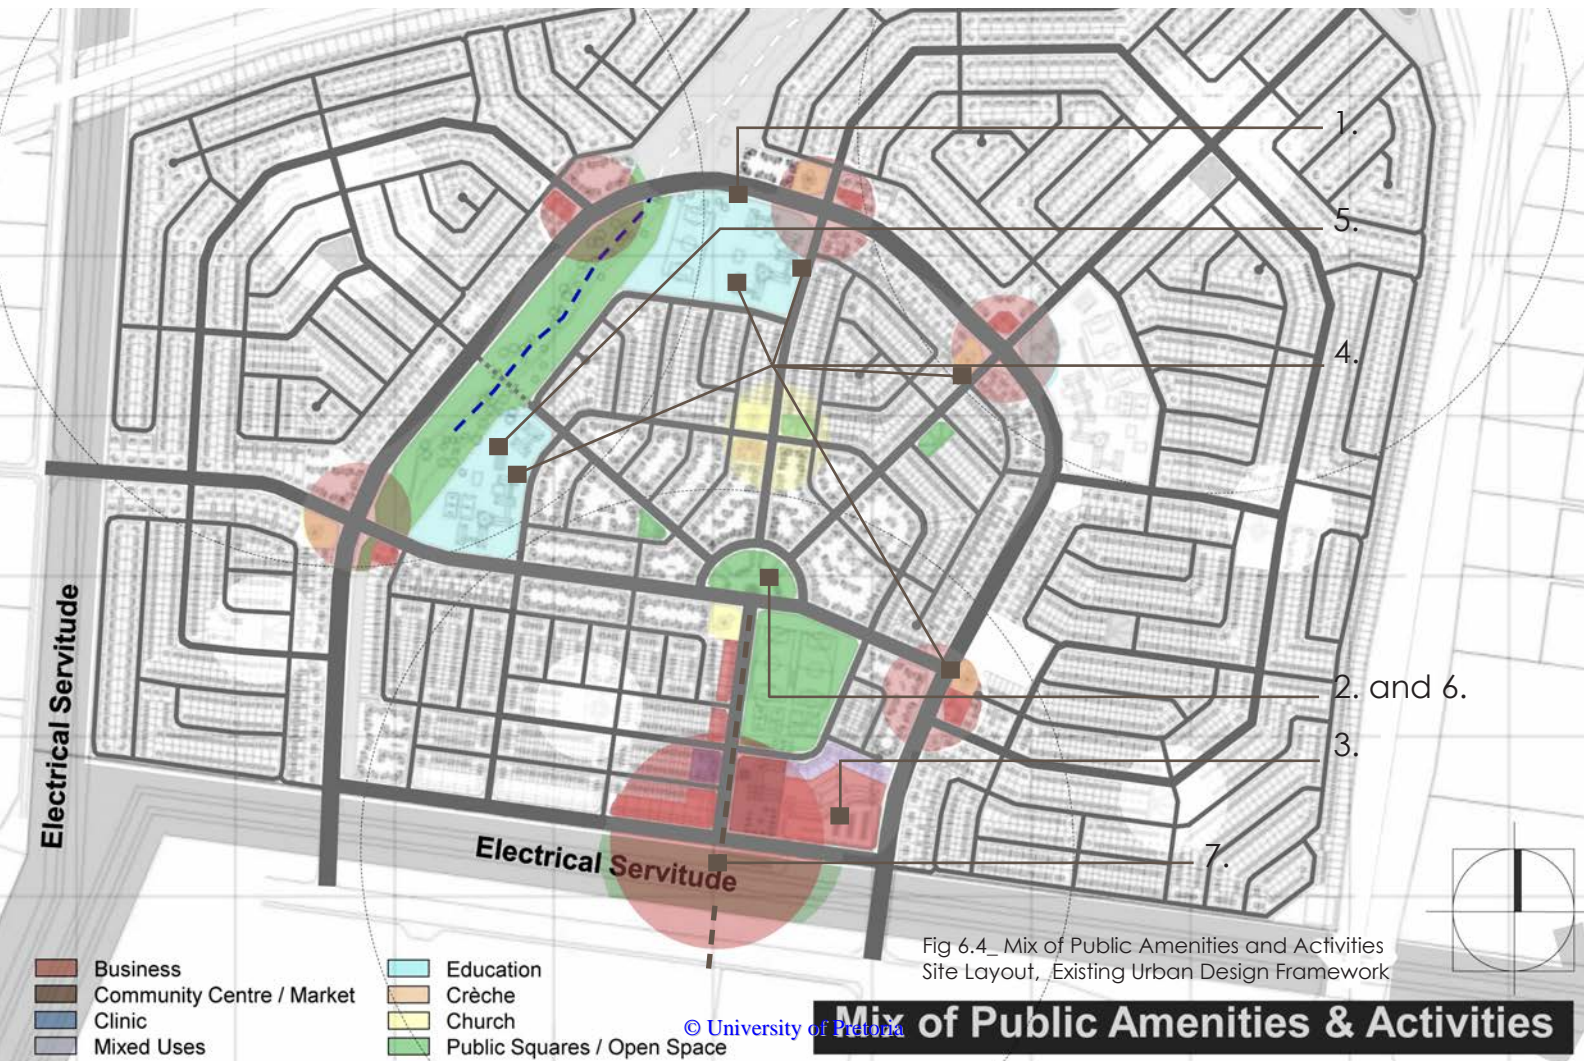 1.
5.
4.
2. and 6.
3.
7.
Electrical Servitude
Electrical Servitude
Fig 6.4_ Mix of Public Amenities and Activities
Site Layout, Existing Urban Design Framework
Business
Community Centre / Market
Clinic
Mixed Uses
Education
Crèche
Church
Public Squares / Open Space
© University of Pretoria
Mix of Public Amenities & Activities